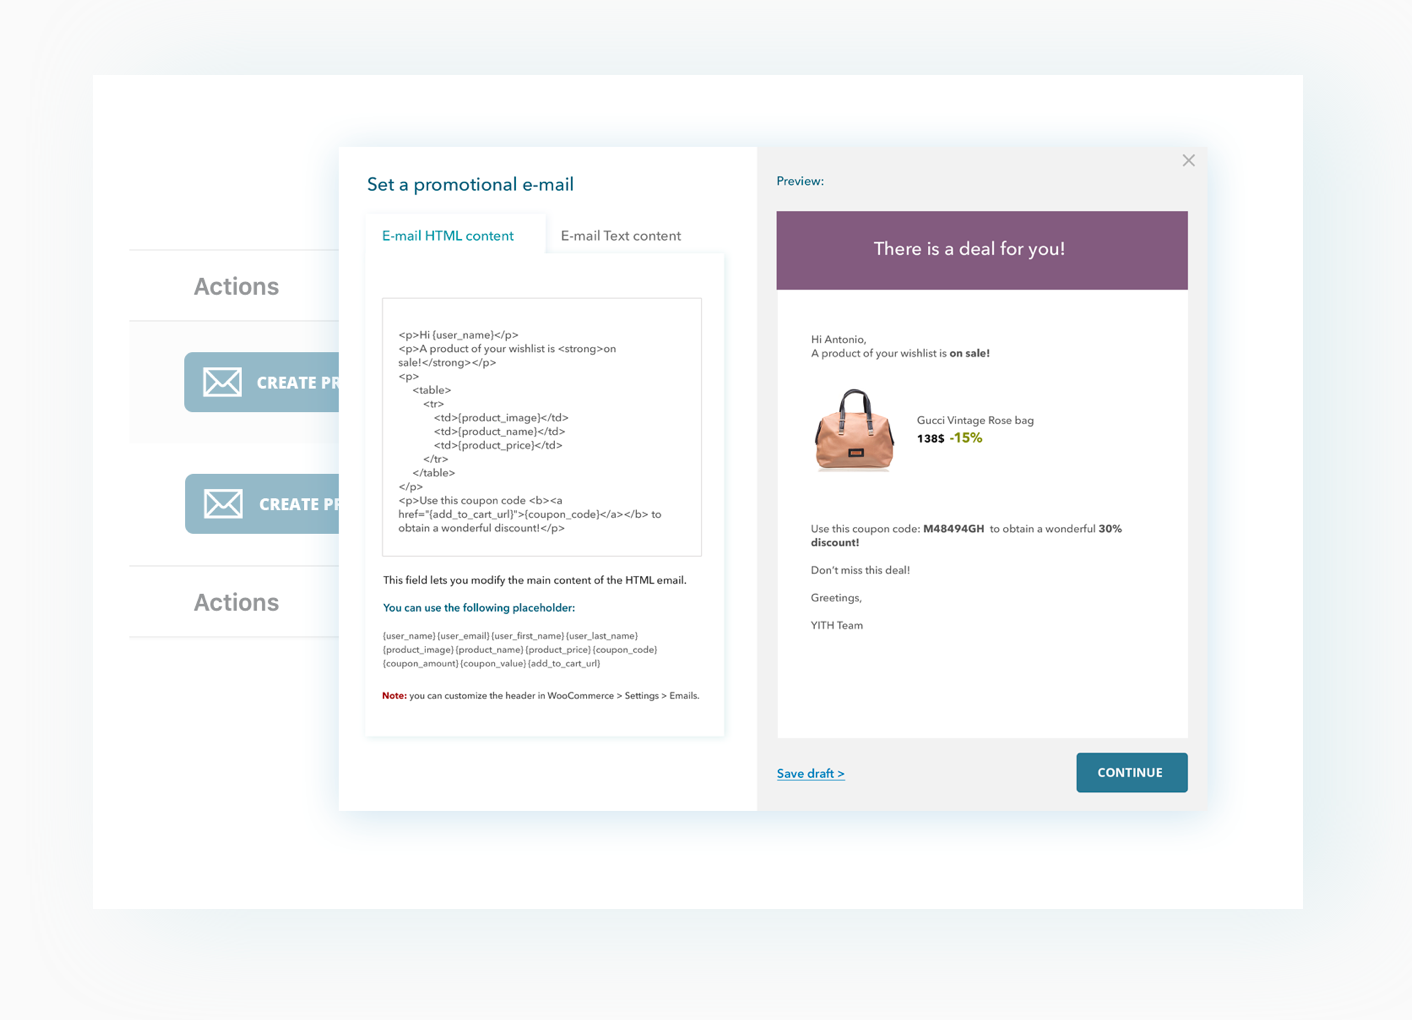 Actions
CREATE PR
CREATE PR
Actions
Set a promotional e-mail
E-mail HTML content
E-mail Text content
<p>Hi {user_name}</p>
<p>A product of your wishlist is <strong>on
sale!</strong></p>
<p>
<table>
<tr>
<td>{product_image}</td>
<td>{product_name}</td>
<td>{product_price}</td>
</tr>
</table>
</p>
<p>Use this coupon code <b><a
href="{add_to_cart_url}">{coupon_code}</a></b> to
obtain a wonderful discount!</p>
This field lets you modify the main content of the HTML email.
You can use the following placeholder:
{user_name} {user_email} {user_first_name} {user_last_name}
{product_image} {product_name} {product_price} {coupon_code}
{coupon_amount} {coupon_value} {add_to_cart_url}
Note: you can customize the header in WooCommerce > Settings > Emails.
Preview:
There is a deal for you!
Hi Antonio,
A product of your wishlist is on sale!
Gucci Vintage Rose bag
138$ -15%
Use this coupon code: M48494GH to obtain a wonderful 30%
discount!
Don't miss this deal!
Greetings,
YITH Team
Save draft >
CONTINUE